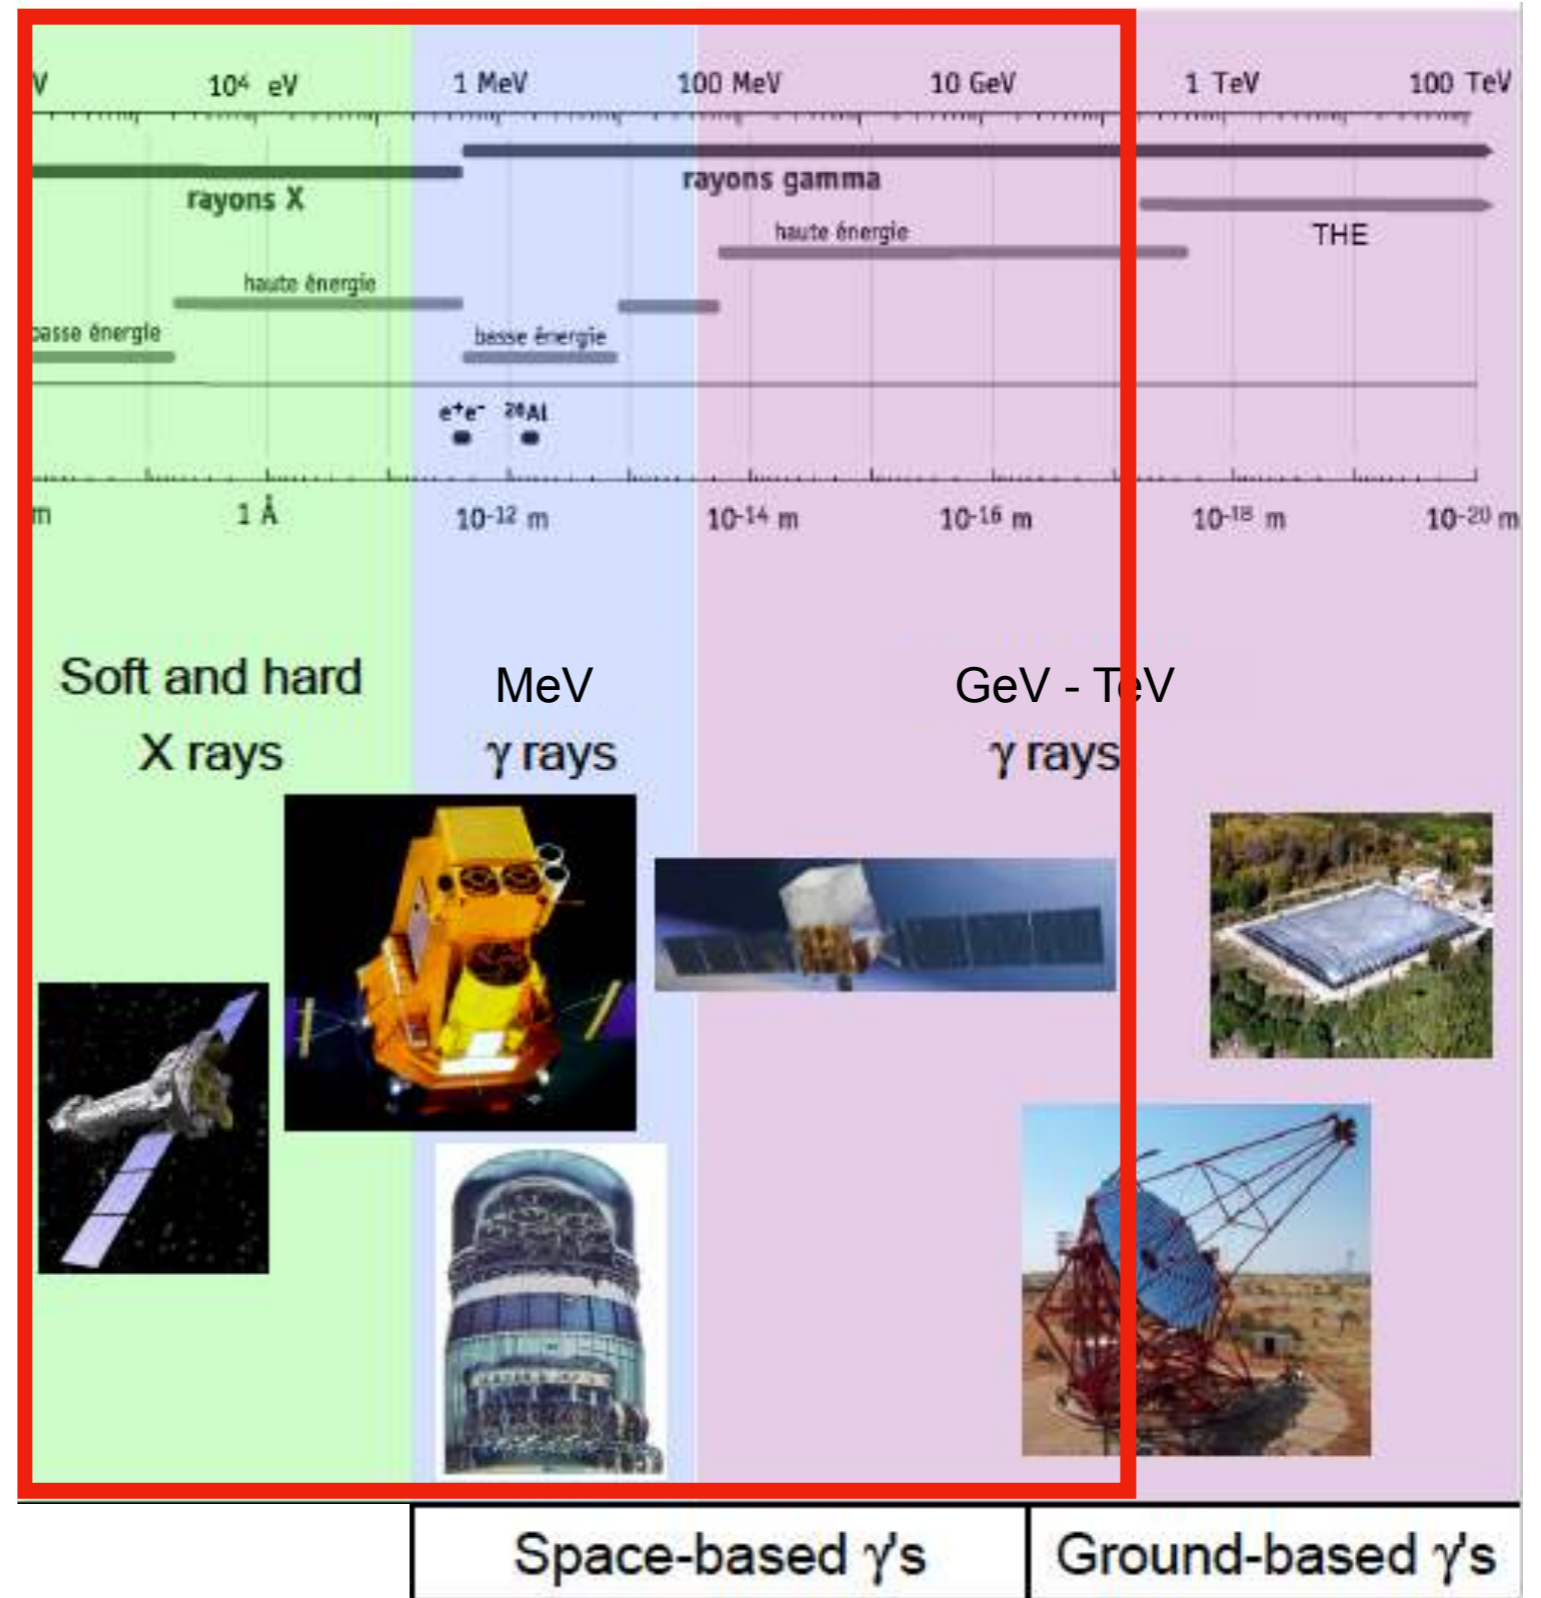 V 10⁴ eV 1 MeV 100 MeV 10 GeV 1 TeV 100 TeV
rayons X
rayons gamma
haute énergie
THE
haute énergie
basse énergie
basse énergie
e⁺e⁻ ²⁶Al
m 1 Å 10⁻¹² m 10⁻¹⁴ m 10⁻¹⁶ m 10⁻¹⁸ m 10⁻²⁰ m
Soft and hard
X rays
MeV
γ rays
GeV - TeV
γ rays
Space-based γ's
Ground-based γ's